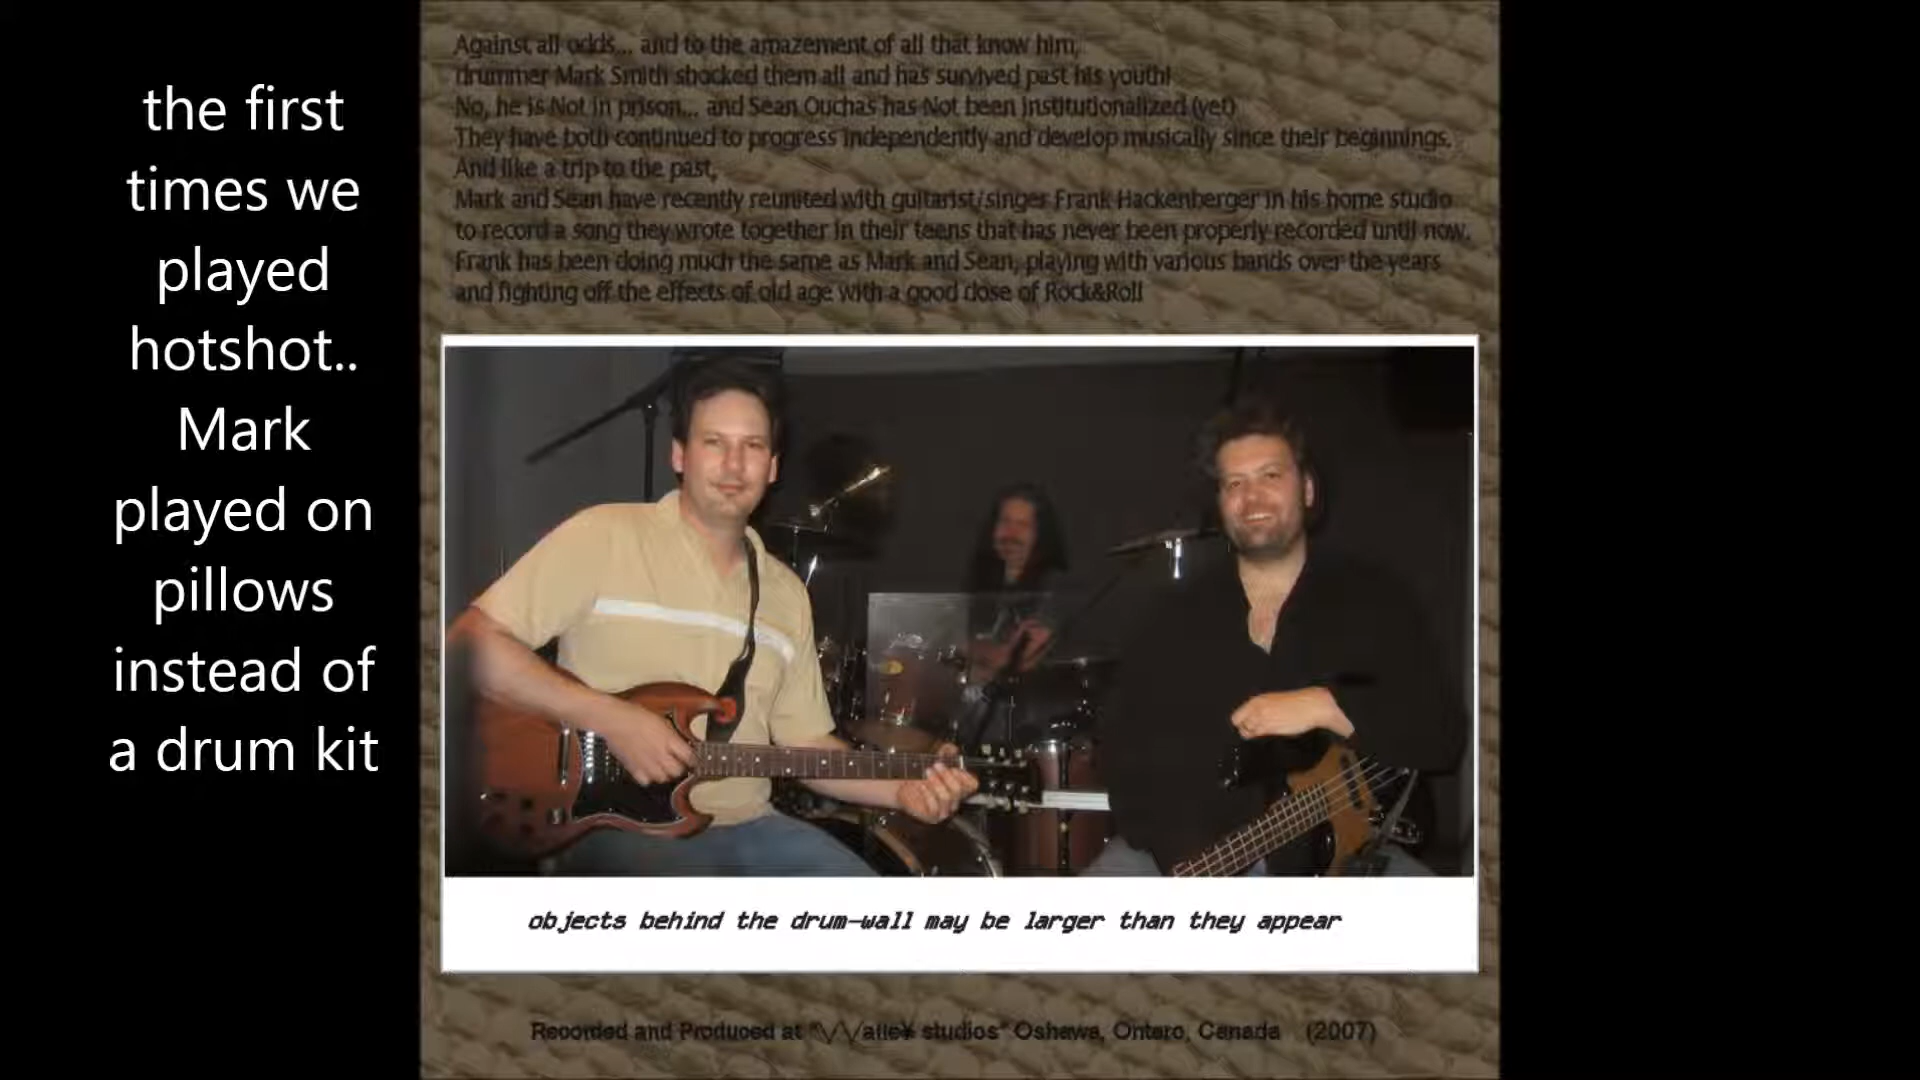 the first
times we
played
hotshot..
Mark
played on
pillows
instead of
a drum kit
Against all odds... and to the amazement of all that know him,
drummer Mark Smith shocked them all and has survived past his youth!
No, he is Not in prison... and Sean Ouchas has Not been institutionalized (yet)
They have both continued to progress independently and develop musically since their beginnings.
And like a trip to the past,
Mark and Sean have recently reunited with guitarist/singer Frank Hackenberger in his home studio
to record a song they wrote together in their teens that has never been properly recorded until now.
Frank has been doing much the same as Mark and Sean, playing with various bands over the years
and fighting off the effects of old age with a good dose of Rock&Roll
objects behind the drum-wall may be larger than they appear
Recorded and Produced at studios" Oshawa, Ontaro, Canada (2007)